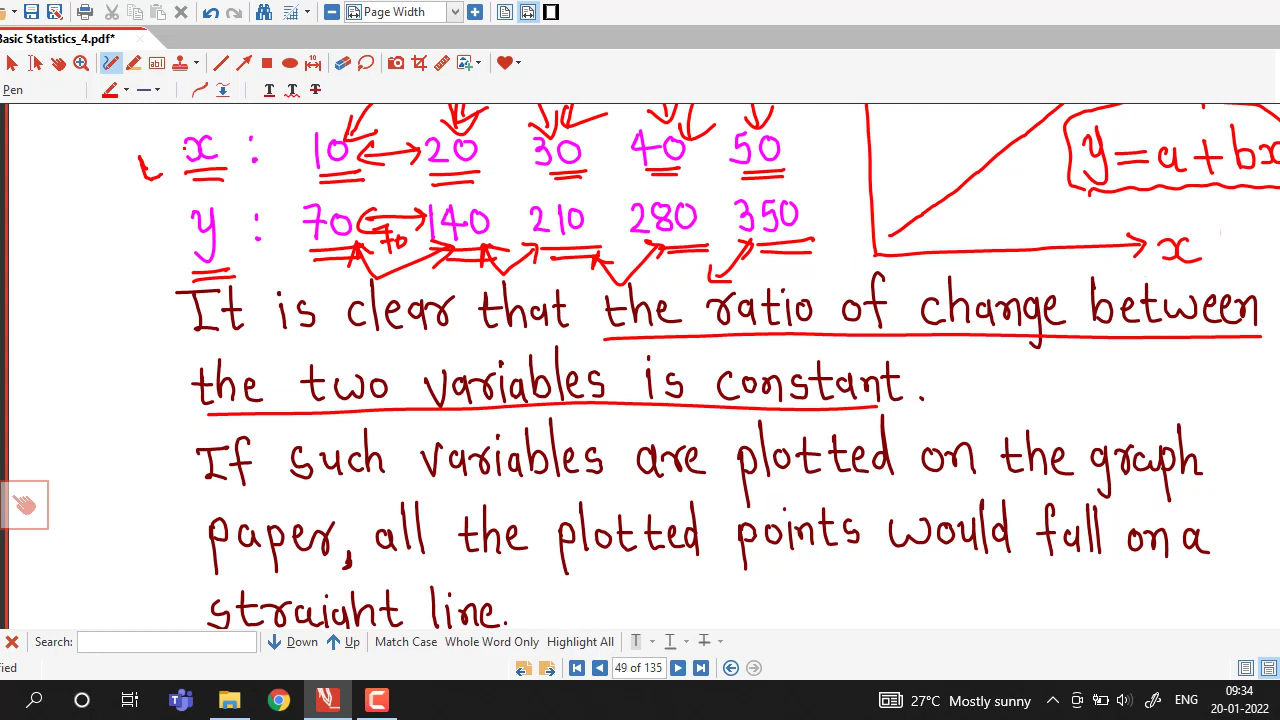 Page Width
Basic Statistics_4.pdf*
10
Pen
T T T
x : 10 20 30 40 50
y = a + bx
y : 70 140 210 280 350
70
x
It is clear that the ratio of change between
the two variables is constant.
If such variables are plotted on the graph
paper, all the plotted points would fall on a
straight line.
Search: Down Up Match Case Whole Word Only Highlight All T T T
fied 49 of 135
27°C Mostly sunny ENG 09:34
20-01-2022